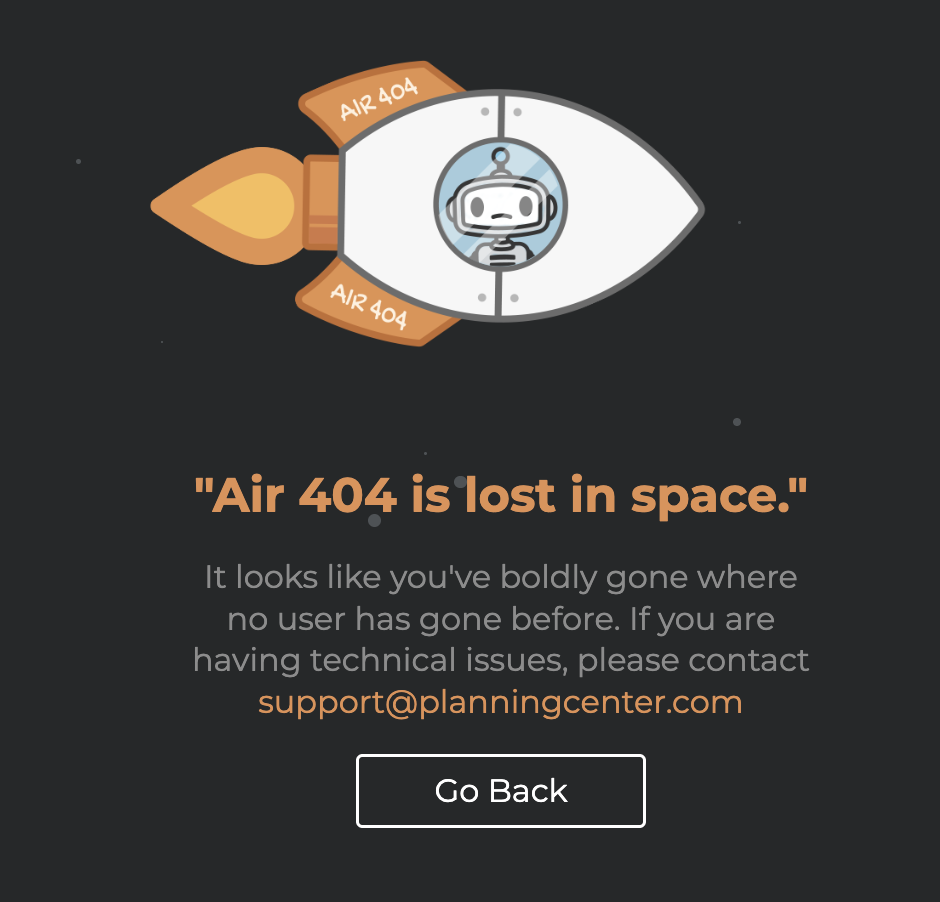 AIR 404
AIR 404
"Air 404 is lost in space."
It looks like you've boldly gone where
no user has gone before. If you are
having technical issues, please contact
support@planningcenter.com
Go Back